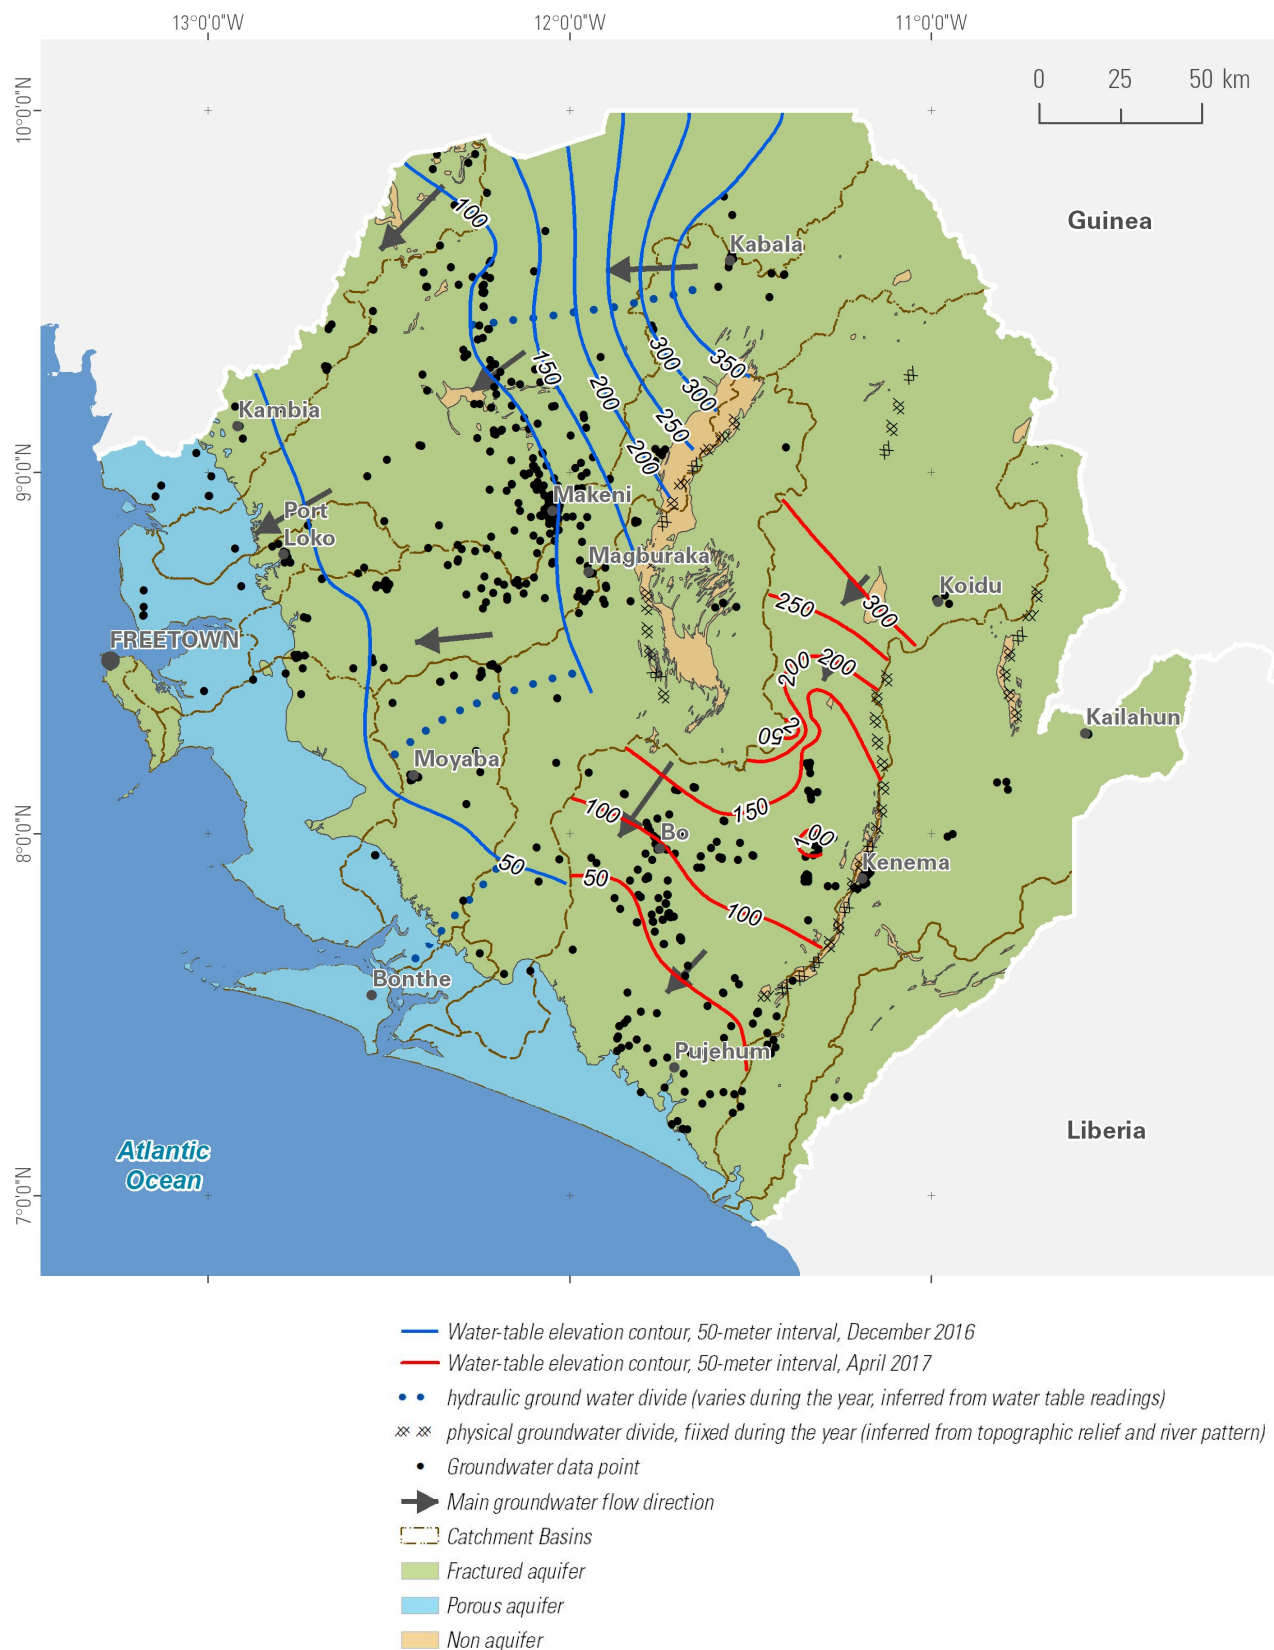 13°0'0"W 12°0'0"W 11°0'0"W
10°0'0"N
0 25 50 km
Guinea
100
Kabala
150
200
300
350
300
250
200
Kambia
9°0'0"N
Makeni
Port
Loko
Magburaka
Koidu
250
300
FREETOWN
200
200
Kailahun
250
Moyaba
150
100
Bo
100
8°0'0"N
Kenema
50
50
100
Bonthe
Pujehum
Liberia
Atlantic
Ocean
7°0'0"N
Water-table elevation contour, 50-meter interval, December 2016
Water-table elevation contour, 50-meter interval, April 2017
hydraulic ground water divide (varies during the year, inferred from water table readings)
physical groundwater divide, fiixed during the year (inferred from topographic relief and river pattern)
Groundwater data point
Main groundwater flow direction
Catchment Basins
Fractured aquifer
Porous aquifer
Non aquifer